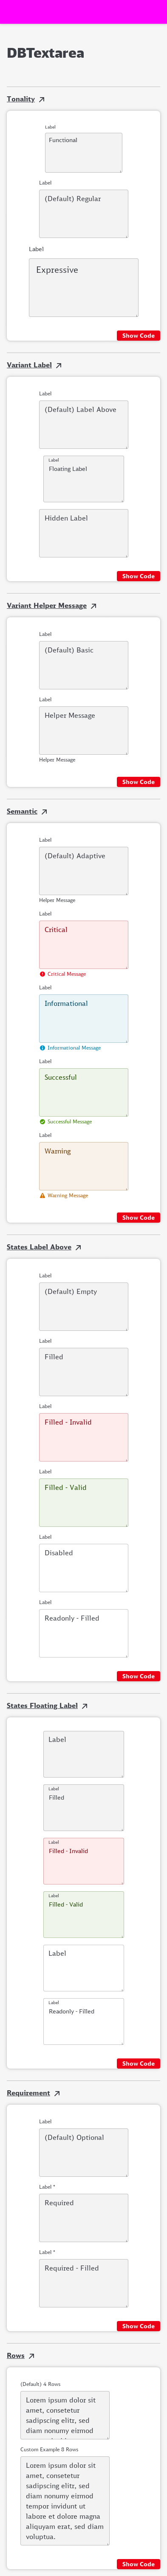 DBTextarea
Tonality
Label
Functional
Label
(Default) Regular
Label
Expressive
Show Code
Variant Label
Label
(Default) Label Above
Label
Floating Label
Hidden Label
Show Code
Variant Helper Message
Label
(Default) Basic
Label
Helper Message
Helper Message
Show Code
Semantic
Label
(Default) Adaptive
Helper Message
Label
Critical
Critical Message
Label
Informational
Informational Message
Label
Successful
Successful Message
Label
Warning
Warning Message
Show Code
States Label Above
Label
(Default) Empty
Label
Filled
Label
Filled - Invalid
Label
Filled - Valid
Label
Disabled
Label
Readonly - Filled
Show Code
States Floating Label
Label
Label
Filled
Label
Filled - Invalid
Label
Filled - Valid
Label
Label
Readonly - Filled
Show Code
Requirement
Label
(Default) Optional
Label *
Required
Label *
Required - Filled
Show Code
Rows
(Default) 4 Rows
Lorem ipsum dolor sit
amet, consetetur
sadipscing elitr, sed
diam nonumy eirmod
Custom Example 8 Rows
Lorem ipsum dolor sit
amet, consetetur
sadipscing elitr, sed
diam nonumy eirmod
tempor invidunt ut
labore et dolore magna
aliquyam erat, sed diam
voluptua.
Show Code